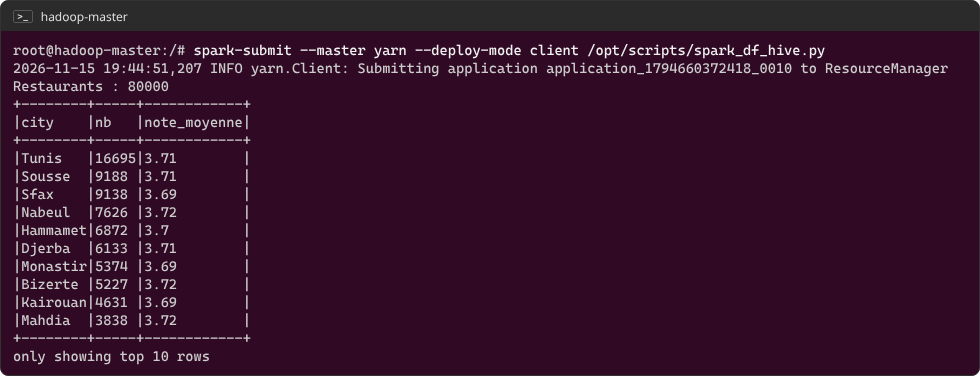 hadoop-master
root@hadoop-master:/# spark-submit --master yarn --deploy-mode client /opt/scripts/spark_df_hive.py
2026-11-15 19:44:51,207 INFO yarn.Client: Submitting application application_1794660372418_0010 to ResourceManager
Restaurants : 80000
+--------+-----+------------+
|city    |nb   |note_moyenne|
+--------+-----+------------+
|Tunis   |16695|3.71        |
|Sousse  |9188 |3.71        |
|Sfax    |9138 |3.69        |
|Nabeul  |7626 |3.72        |
|Hammamet|6872 |3.7         |
|Djerba  |6133 |3.71        |
|Monastir|5374 |3.69        |
|Bizerte |5227 |3.72        |
|Kairouan|4631 |3.69        |
|Mahdia  |3838 |3.72        |
+--------+-----+------------+
only showing top 10 rows